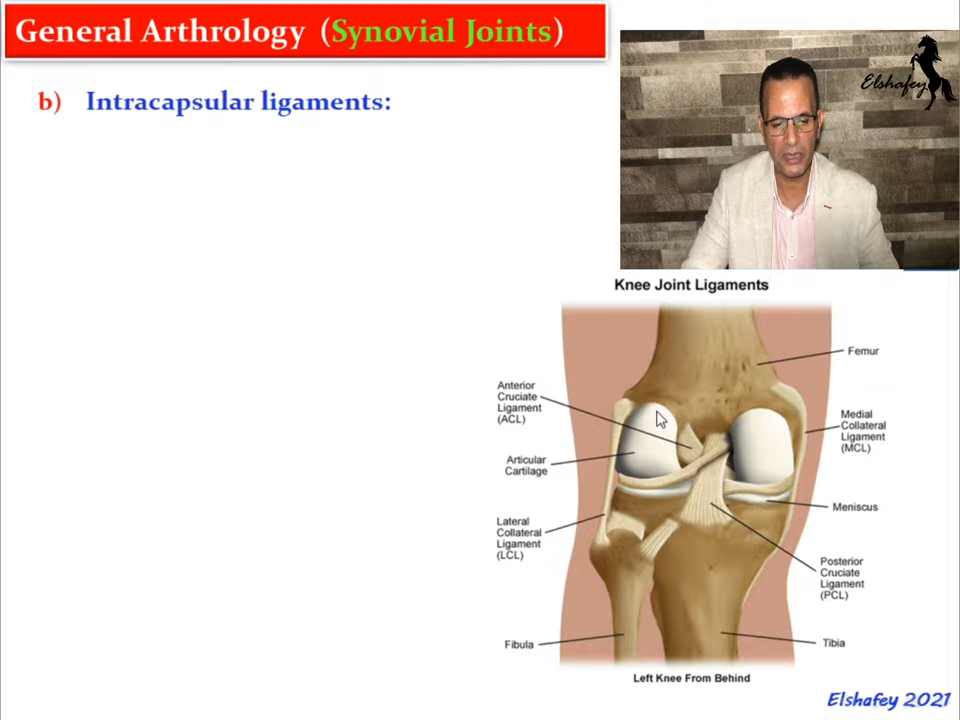 General Arthrology (Synovial Joints)
Elshafey
b) Intracapsular ligaments:
Knee Joint Ligaments
Femur
Anterior
Cruciate
Ligament
(ACL)
Medial
Collateral
Ligament
(MCL)
Articular
Cartilage
Meniscus
Lateral
Collateral
Ligament
(LCL)
Posterior
Cruciate
Ligament
(PCL)
Fibula
Tibia
Left Knee From Behind
Elshafey 2021